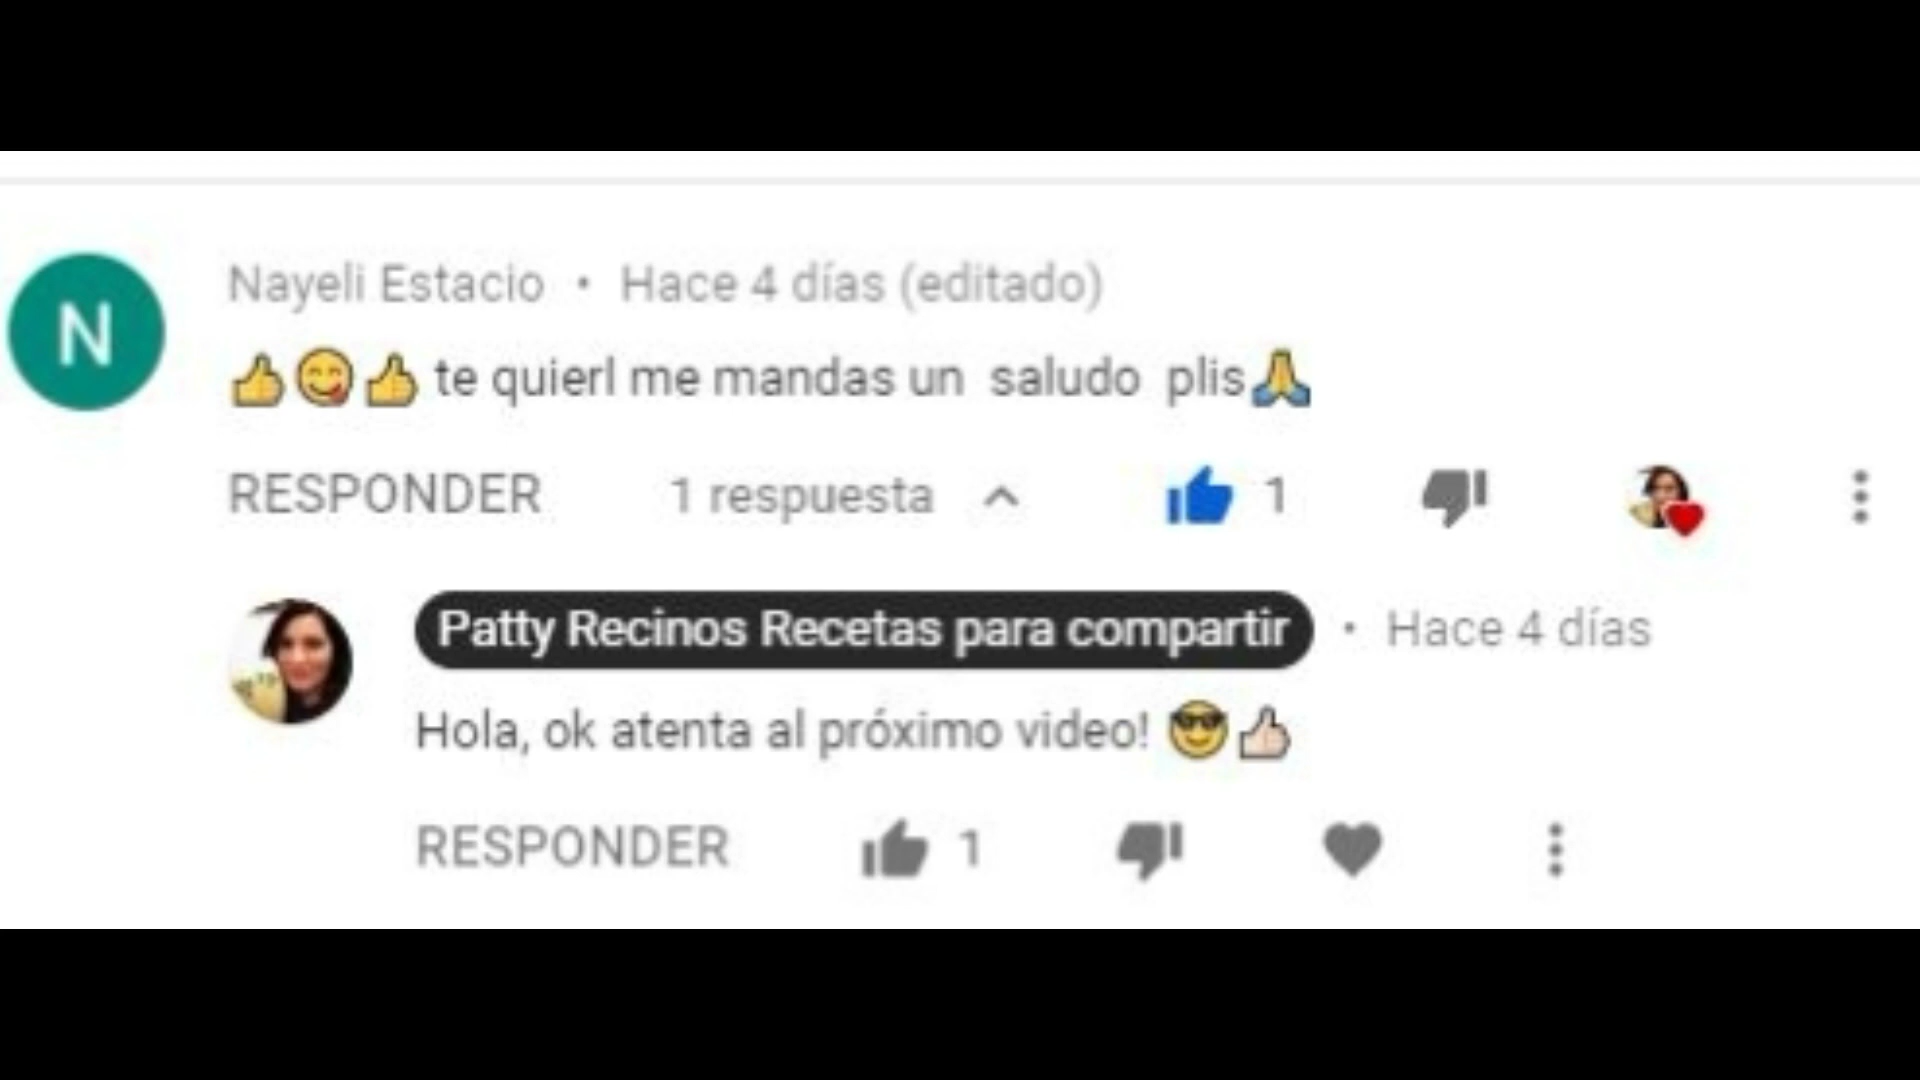 N
Nayeli Estacio • Hace 4 días (editado)
👍😋👍 te quierl me mandas un saludo plis🙏
RESPONDER 1 respuesta 1
Patty Recinos Recetas para compartir • Hace 4 días
Hola, ok atenta al próximo video! 😎👍🏻
RESPONDER 1